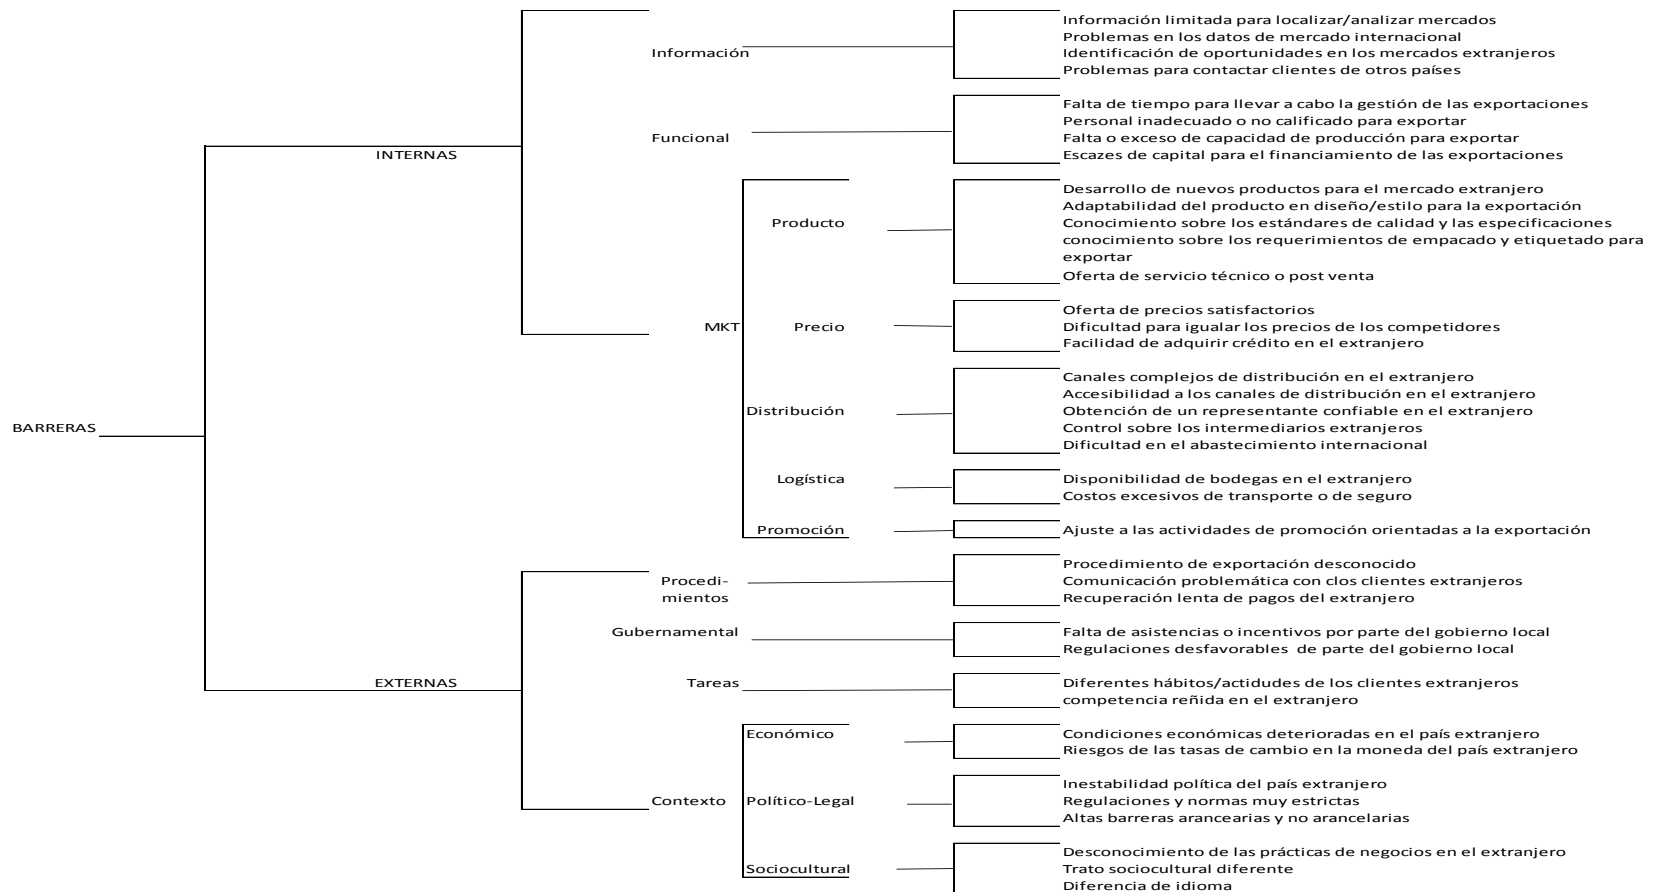 BARRERAS
INTERNAS
Información
Información limitada para localizar/analizar mercados
Problemas en los datos de mercado internacional
Identificación de oportunidades en los mercados extranjeros
Problemas para contactar clientes de otros países
Funcional
Falta de tiempo para llevar a cabo la gestión de las exportaciones
Personal inadecuado o no calificado para exportar
Falta o exceso de capacidad de producción para exportar
Escazes de capital para el financiamiento de las exportaciones
MKT
Producto
Desarrollo de nuevos productos para el mercado extranjero
Adaptabilidad del producto en diseño/estilo para la exportación
Conocimiento sobre los estándares de calidad y las especificaciones
conocimiento sobre los requerimientos de empacado y etiquetado para
exportar
Oferta de servicio técnico o post venta
Precio
Oferta de precios satisfactorios
Dificultad para igualar los precios de los competidores
Facilidad de adquirir crédito en el extranjero
Distribución
Canales complejos de distribución en el extranjero
Accesibilidad a los canales de distribución en el extranjero
Obtención de un representante confiable en el extranjero
Control sobre los intermediarios extranjeros
Dificultad en el abastecimiento internacional
Logística
Disponibilidad de bodegas en el extranjero
Costos excesivos de transporte o de seguro
Promoción
Ajuste a las actividades de promoción orientadas a la exportación
EXTERNAS
Procedi-
mientos
Procedimiento de exportación desconocido
Comunicación problemática con clos clientes extranjeros
Recuperación lenta de pagos del extranjero
Gubernamental
Falta de asistencias o incentivos por parte del gobierno local
Regulaciones desfavorables  de parte del gobierno local
Tareas
Diferentes hábitos/actidudes de los clientes extranjeros
competencia reñida en el extranjero
Contexto
Económico
Condiciones económicas deterioradas en el país extranjero
Riesgos de las tasas de cambio en la moneda del país extranjero
Político-Legal
Inestabilidad política del país extranjero
Regulaciones y normas muy estrictas
Altas barreras arancearias y no arancelarias
Sociocultural
Desconocimiento de las prácticas de negocios en el extranjero
Trato sociocultural diferente
Diferencia de idioma